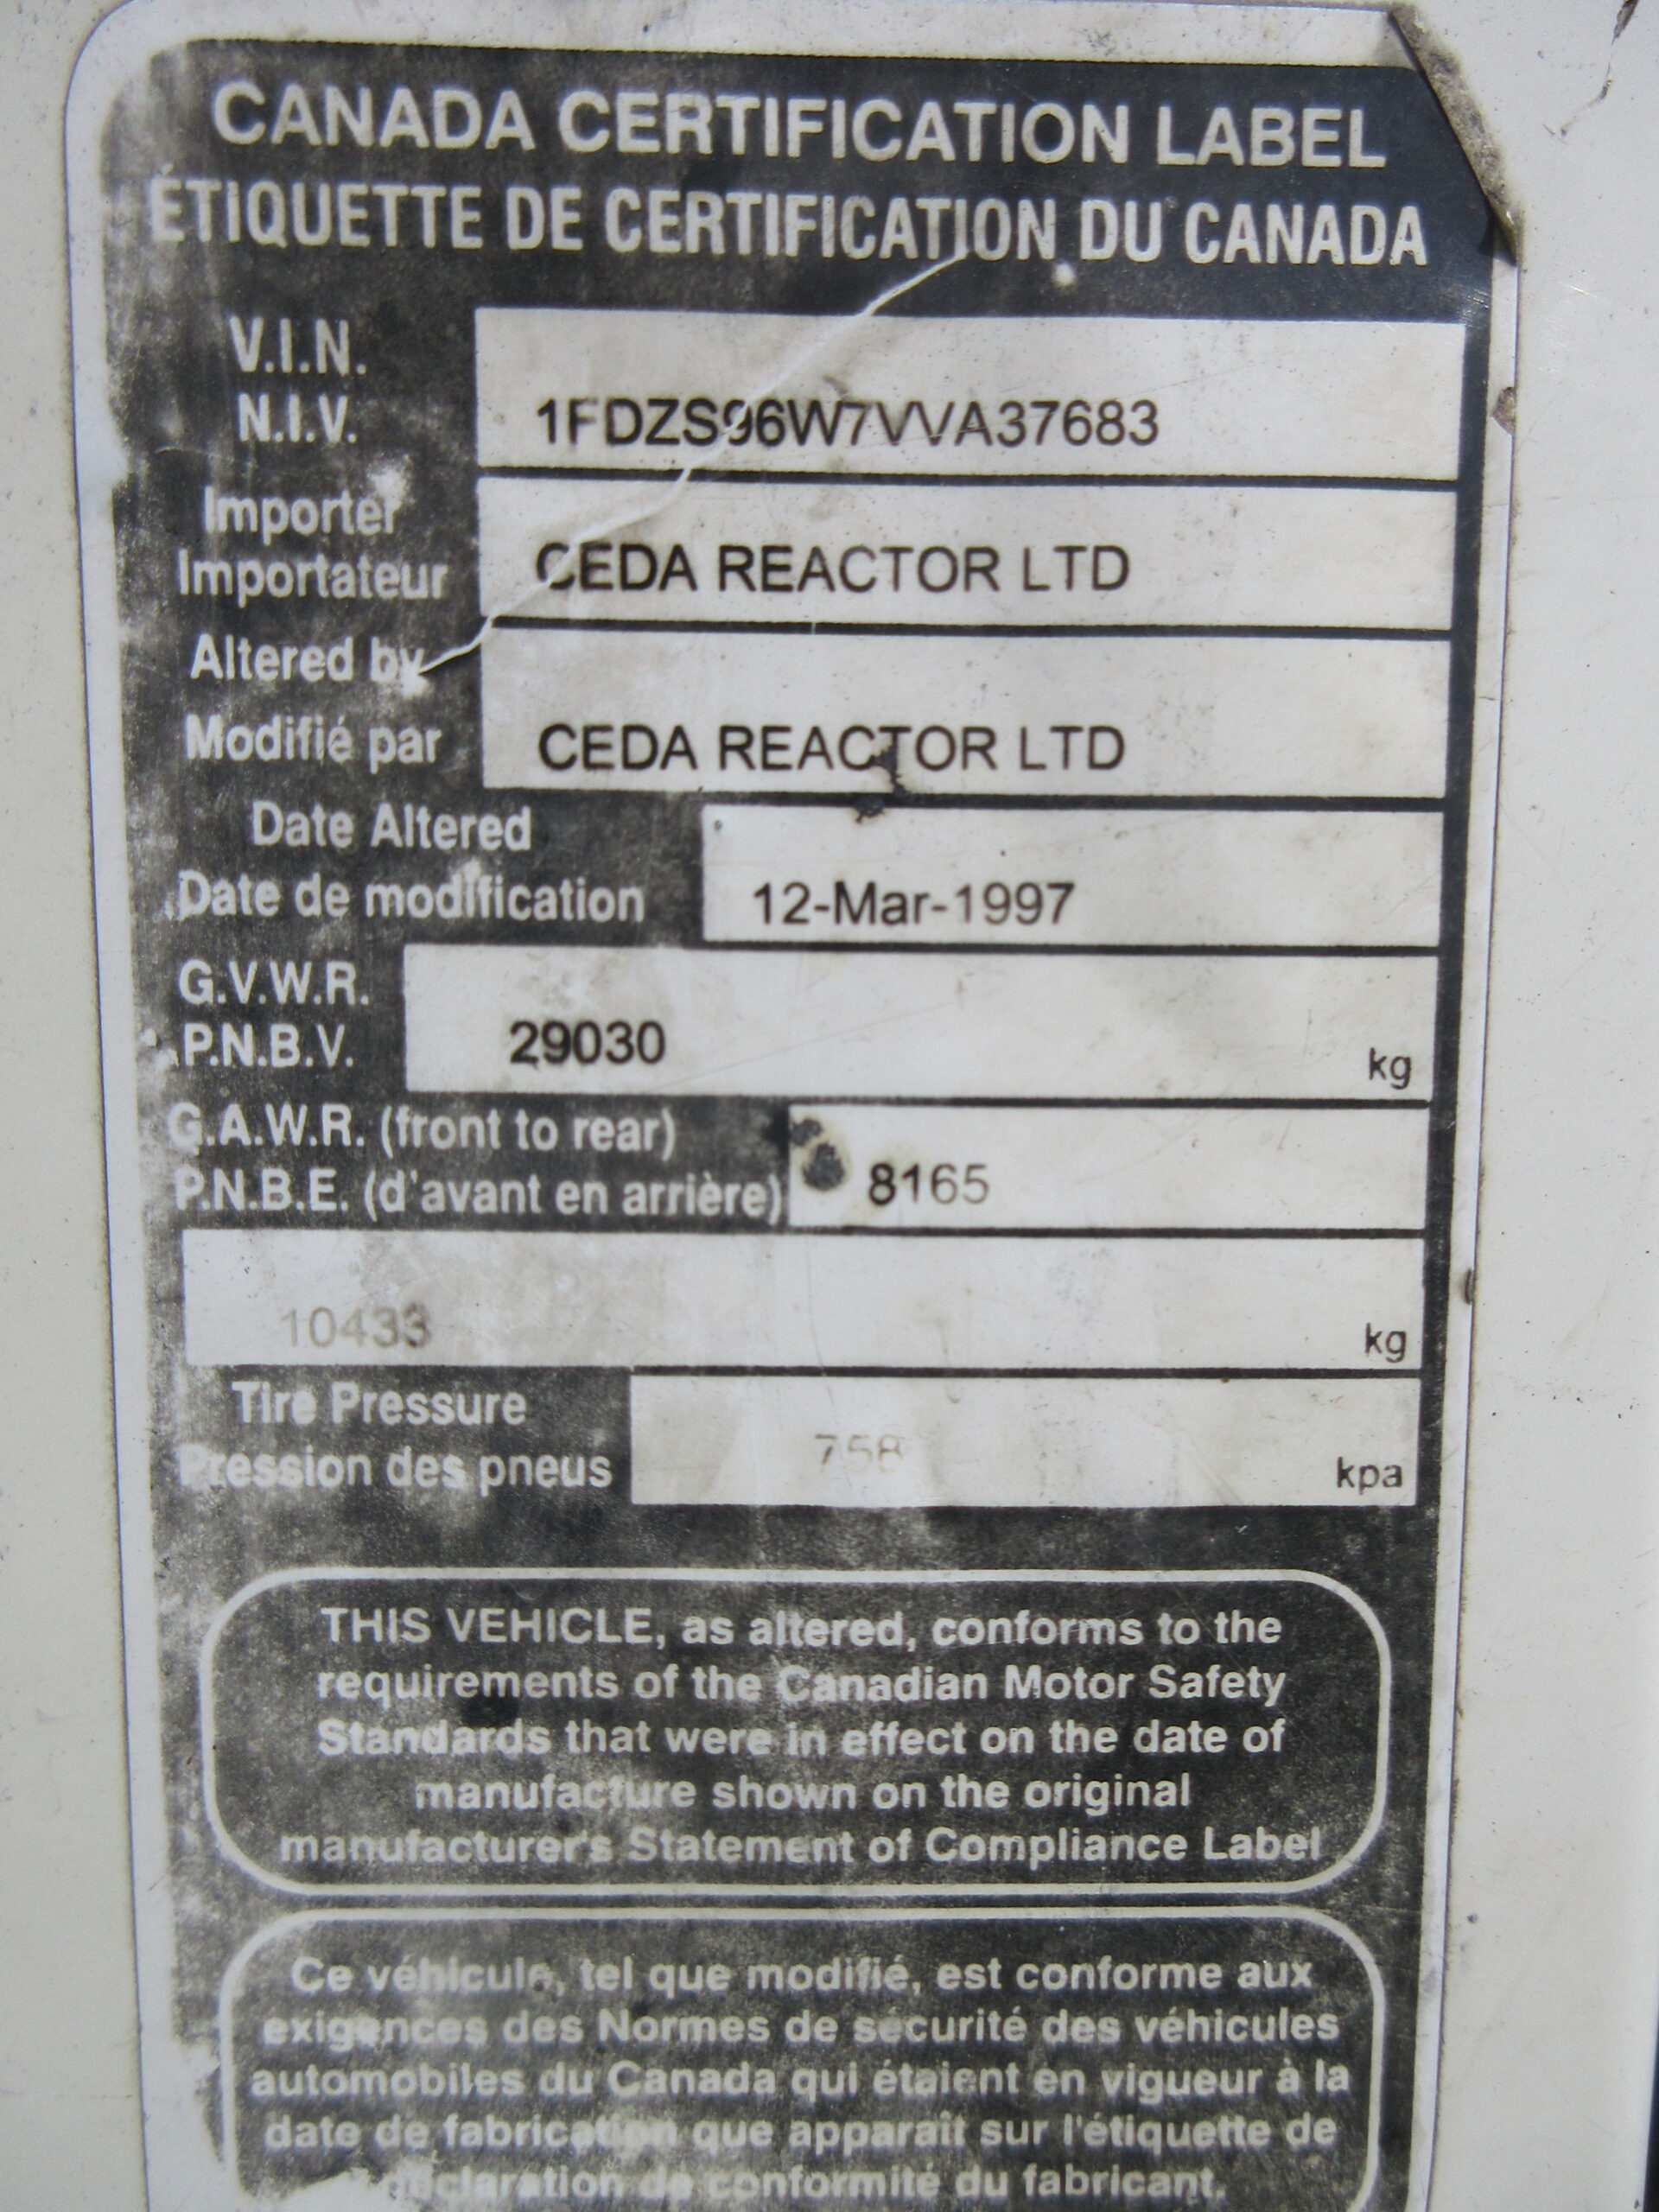 CANADA CERTIFICATION LABEL
ÉTIQUETTE DE CERTIFICATION DU CANADA
V.I.N.
N.I.V.
1FDZS96W7VVA37683
Importer
Importateur
CEDA REACTOR LTD
Altered by
Modifié par
CEDA REACTOR LTD
Date Altered
Date de modification
12-Mar-1997
G.V.W.R.
P.N.B.V.
29030
kg
G.A.W.R. (front to rear)
P.N.B.E. (d'avant en arrière)
8165
10433
kg
Tire Pressure
Pression des pneus
758
kpa
THIS VEHICLE, as altered, conforms to the
requirements of the Canadian Motor Safety
Standards that were in effect on the date of
manufacture shown on the original
manufacturer's Statement of Compliance Label
Ce véhicule, tel que modifié, est conforme aux
exigences des Normes de sécurité des véhicules
automobiles du Canada qui étaient en vigueur à la
date de fabrication que apparaît sur l'étiquette de
déclaration de conformité du fabricant.